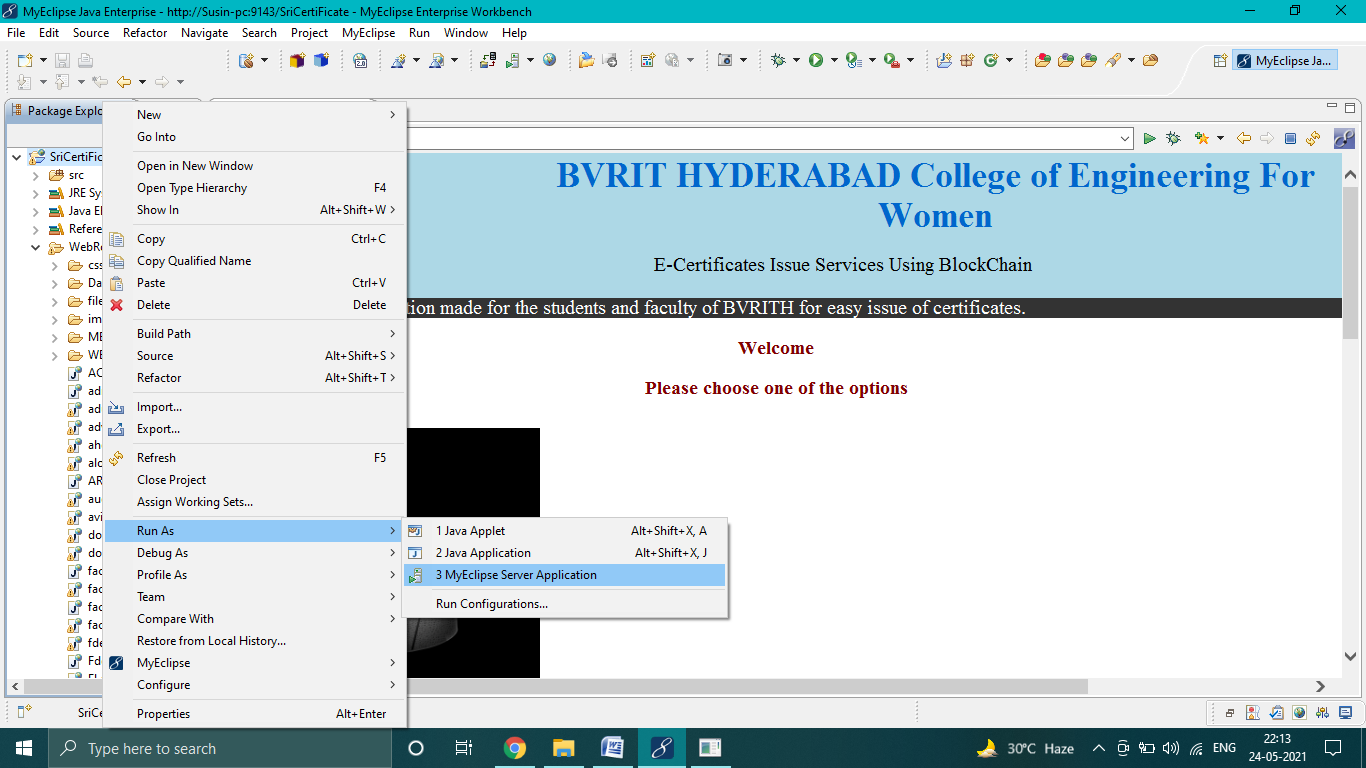 MyEclipse Java Enterprise - http://Susin-pc:9143/SriCertiFicate - MyEclipse Enterprise Workbench
File Edit Source Refactor Navigate Search Project MyEclipse Run Window Help
MyEclipse Ja...
Package Explo
SriCertiFic
src
JRE Sy
Java E
Refere
WebRo
css
Da
file
im
ME
WE
AC
ad
ad
adv
ah
alo
AR
au
avi
do
do
fac
fac
fac
fac
fde
Fd
New
Go Into
Open in New Window
Open Type Hierarchy F4
Show In Alt+Shift+W >
Copy Ctrl+C
Copy Qualified Name
Paste Ctrl+V
Delete Delete
Build Path
Source Alt+Shift+S >
Refactor Alt+Shift+T >
Import...
Export...
Refresh F5
Close Project
Assign Working Sets...
Run As
Debug As
Profile As
Team
Compare With
Restore from Local History...
MyEclipse
Configure
Properties Alt+Enter
1 Java Applet Alt+Shift+X, A
2 Java Application Alt+Shift+X, J
3 MyEclipse Server Application
Run Configurations...
BVRIT HYDERABAD College of Engineering For
Women
E-Certificates Issue Services Using BlockChain
tion made for the students and faculty of BVRITH for easy issue of certificates.
Welcome
Please choose one of the options
SriCe
Type here to search
30°C Haze
ENG
22:13
24-05-2021